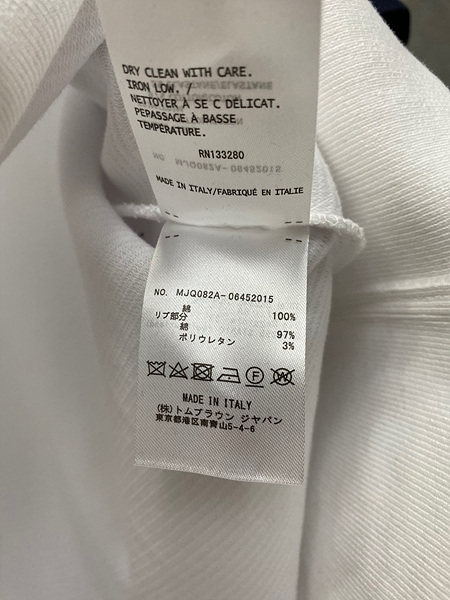 DRY CLEAN WITH CARE.
IRON LOW. /
NETTOYER À SE C DÉLICAT.
PEPASSAGE À BASSE
TEMPÉRATURE.
RN133280
MADE IN ITALY/FABRIQUÉ EN ITALIE
NO. MJQ082A-06452015
綿 100%
リブ部分
綿 97%
ポリウレタン 3%
MADE IN ITALY
(株)トムブラウン ジャパン
東京都港区南青山5-4-6